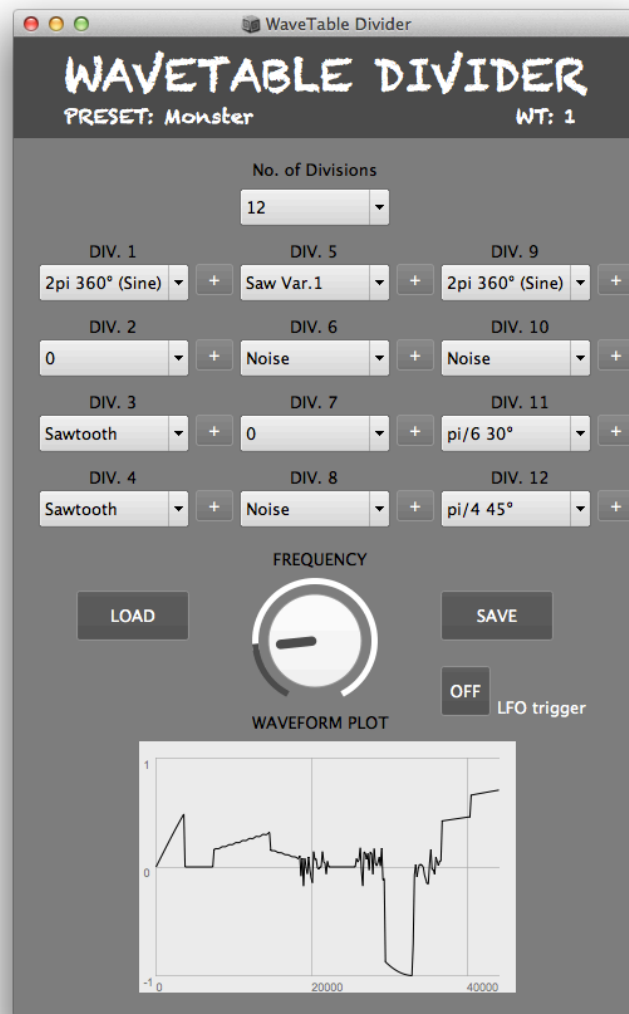 WaveTable Divider
WAVETABLE DIVIDER
PRESET: Monster WT: 1
No. of Divisions
12
DIV. 1 DIV. 5 DIV. 9
2pi 360° (Sine) + Saw Var.1 + 2pi 360° (Sine) +
DIV. 2 DIV. 6 DIV. 10
0 + Noise + Noise +
DIV. 3 DIV. 7 DIV. 11
Sawtooth + 0 + pi/6 30° +
DIV. 4 DIV. 8 DIV. 12
Sawtooth + Noise + pi/4 45° +
FREQUENCY
LOAD SAVE
OFF LFO trigger
WAVEFORM PLOT
1
0
-1
0 20000 40000